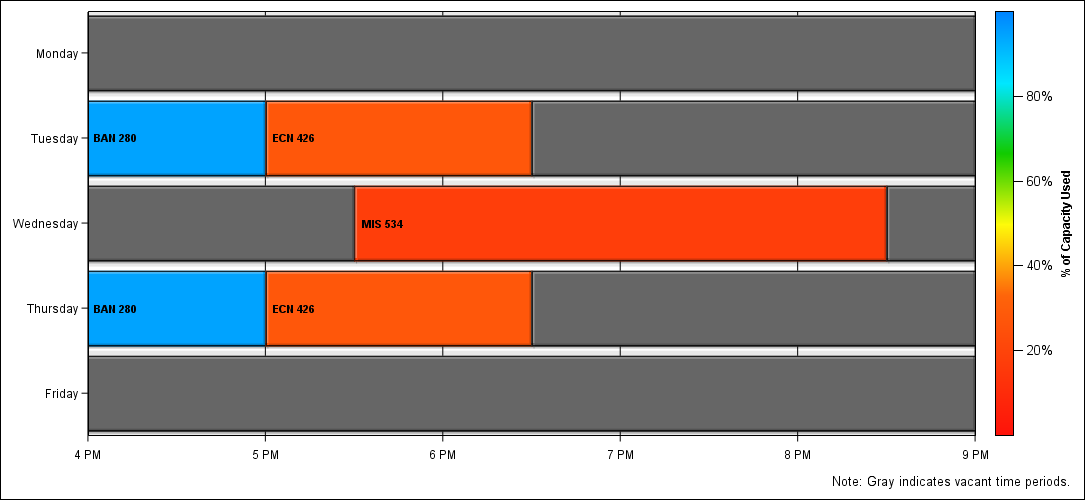 Monday
Tuesday
BAN 280
ECN 426
Wednesday
MIS 534
Thursday
BAN 280
ECN 426
Friday
4 PM
5 PM
6 PM
7 PM
8 PM
9 PM
80%
60%
40%
20%
% of Capacity Used
Note: Gray indicates vacant time periods.